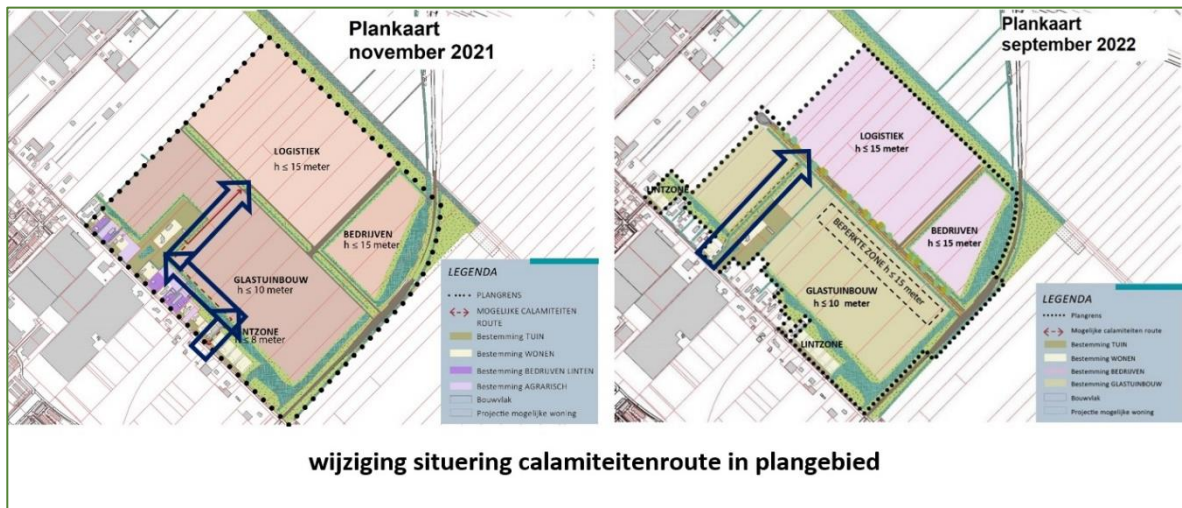 Plankaart
november 2021
LOGISTIEK
h ≤ 15 meter
BEDRIJVEN
h ≤ 15 meter
GLASTUINBOUW
h ≤ 10 meter
NTZONE
h ≤ 8 meter
LEGENDA
PLANGRENS
MOGELIJKE CALAMITEITEN
ROUTE
Bestemming TUIN
Bestemming WONEN
Bestemming BEDRIJVEN LINTEN
Bestemming AGRARISCH
Bouwvlak
Projectie mogelijke woning
Plankaart
september 2022
LOGISTIEK
h ≤ 15 meter
LINTZONE
BEDRIJVEN
h ≤ 15 meter
BEPERKTE ZONE h ≤ 15 meter
GLASTUINBOUW
h ≤ 10 meter
LINTZONE
LEGENDA
Plangrens
Mogelijke calamiteiten route
Bestemming TUIN
Bestemming WONEN
Bestemming BEDRIJVEN
Bestemming GLASTUINBOUW
Bouwvlak
Projectie mogelijke woning
wijziging situering calamiteitenroute in plangebied